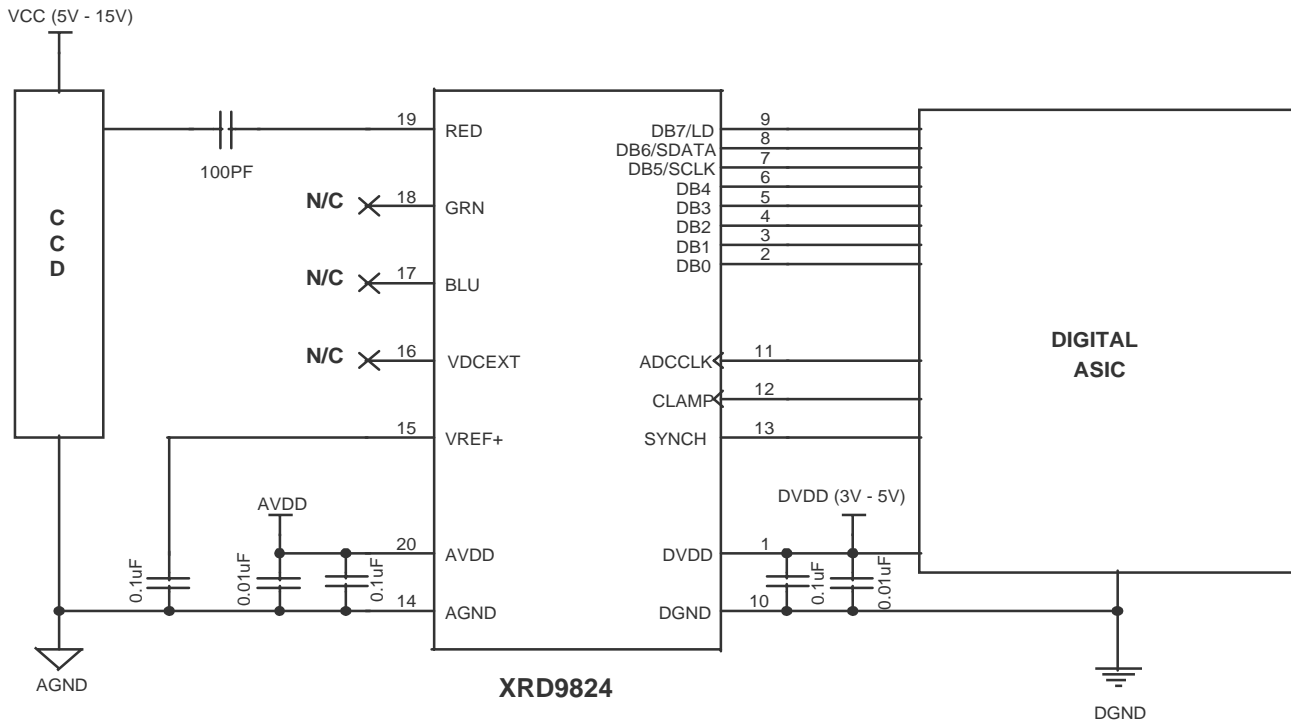 VCC (5V - 15V)
C
C
D
100PF
19
RED
N/C
18
GRN
N/C
17
BLU
N/C
16
VDCEXT
15
VREF+
AVDD
20
AVDD
0.1uF
0.01uF
0.1uF
14
AGND
AGND
DB7/LD
9
DB6/SDATA
8
DB5/SCLK
7
DB4
6
DB3
5
DB2
4
DB1
3
DB0
2
ADCCLK
11
CLAMP
12
SYNCH
13
DVDD (3V - 5V)
DVDD
1
0.1uF
0.01uF
DGND
10
DIGITAL
ASIC
XRD9824
DGND